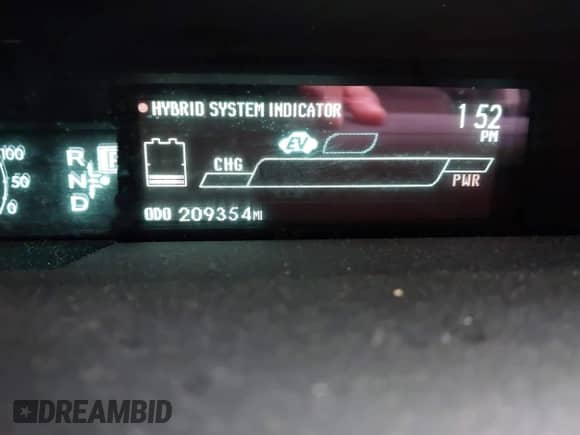 HYBRID SYSTEM INDICATOR
1 52
PM
EV
CHG
PWR
ODO 209354MI
100
50
0
R
N
D
DREAMBID